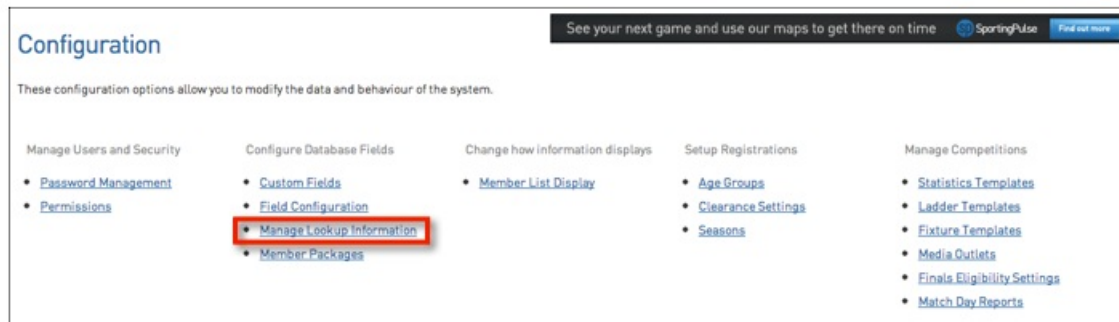 See your next game and use our maps to get there on time SportingPulse Find out more
Configuration
These configuration options allow you to modify the data and behaviour of the system.
Manage Users and Security
Password Management
Permissions
Configure Database Fields
Custom Fields
Field Configuration
Manage Lookup Information
Member Packages
Change how information displays
Member List Display
Setup Registrations
Age Groups
Clearance Settings
Seasons
Manage Competitions
Statistics Templates
Ladder Templates
Fixture Templates
Media Outlets
Finals Eligibility Settings
Match Day Reports